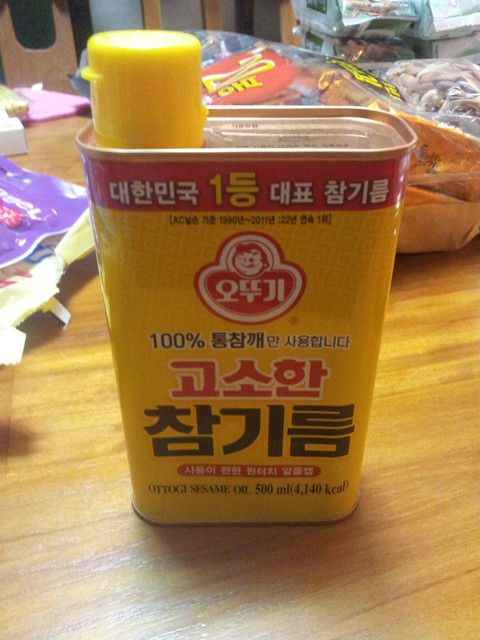 대한민국 1등 대표 참기름
[AC닐슨 기준 1990년~2011년 :22년 연속 1위]
오뚜기
®
100% 통참깨만 사용합니다
고소한
참기름
사용이 편한 원터치 알뜰캡
OTTOGI SESAME OIL 500 ml(4,140 kcal)